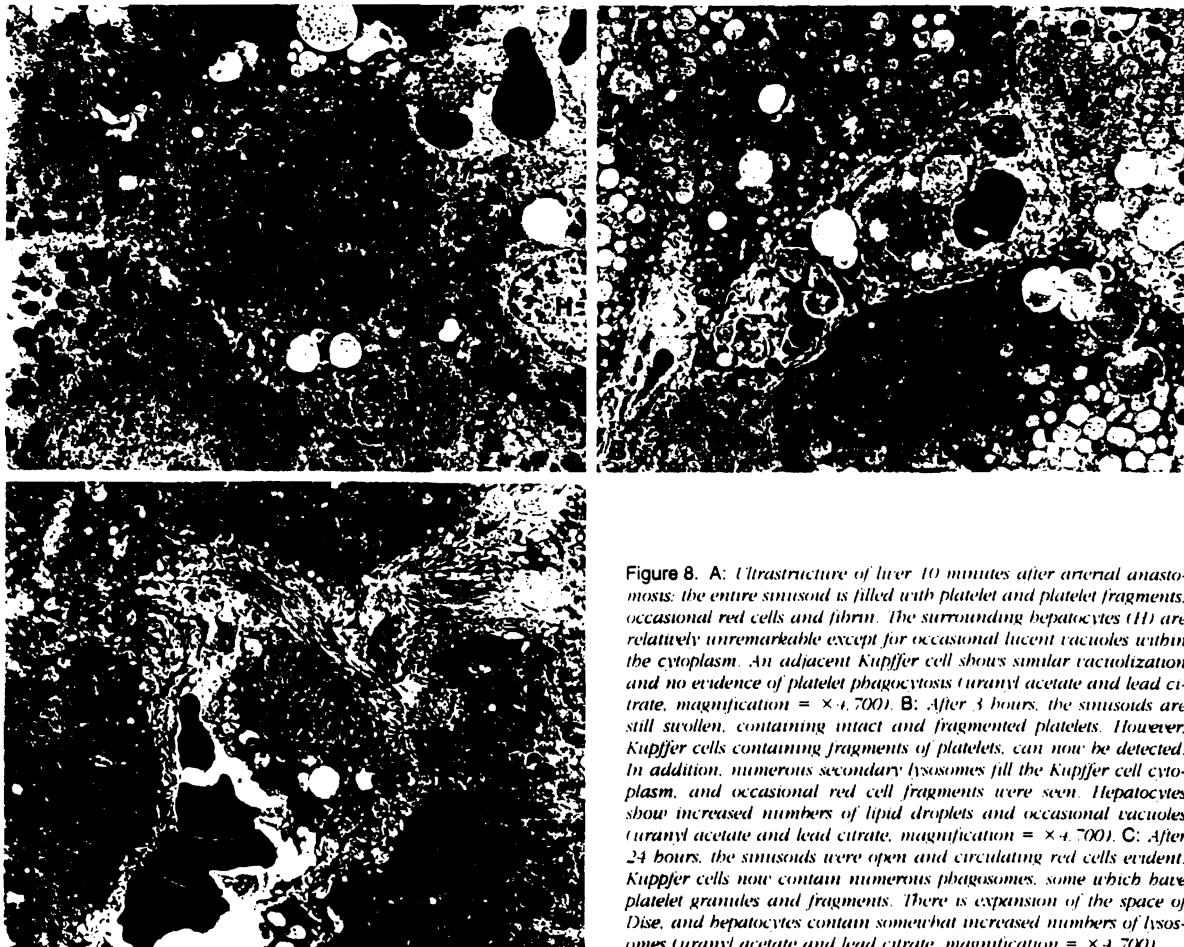 H
Figure 8. A: Ultrastructure of liver 10 minutes after arterial anasto-
mosis: the entire sinusoid is filled with platelet and platelet fragments,
occasional red cells and fibrin. The surrounding hepatocytes (H) are
relatively unremarkable except for occasional lucent vacuoles within
the cytoplasm. An adjacent Kupffer cell shows similar vacuolization
and no evidence of platelet phagocytosis (uranyl acetate and lead ci-
trate, magnification = ×4,700). B: After 3 hours, the sinusoids are
still swollen, containing intact and fragmented platelets. However,
Kupffer cells containing fragments of platelets, can now be detected.
In addition, numerous secondary lysosomes fill the Kupffer cell cyto-
plasm, and occasional red cell fragments were seen. Hepatocytes
show increased numbers of lipid droplets and occasional vacuoles
(uranyl acetate and lead citrate, magnification = ×4,700). C: After
24 hours, the sinusoids were open and circulating red cells evident.
Kuppfer cells now contain numerous phagosomes, some which have
platelet granules and fragments. There is expansion of the space of
Dise, and hepatocytes contain somewhat increased numbers of lysos-
omes (uranyl acetate and lead citrate, magnification = ×4,700).